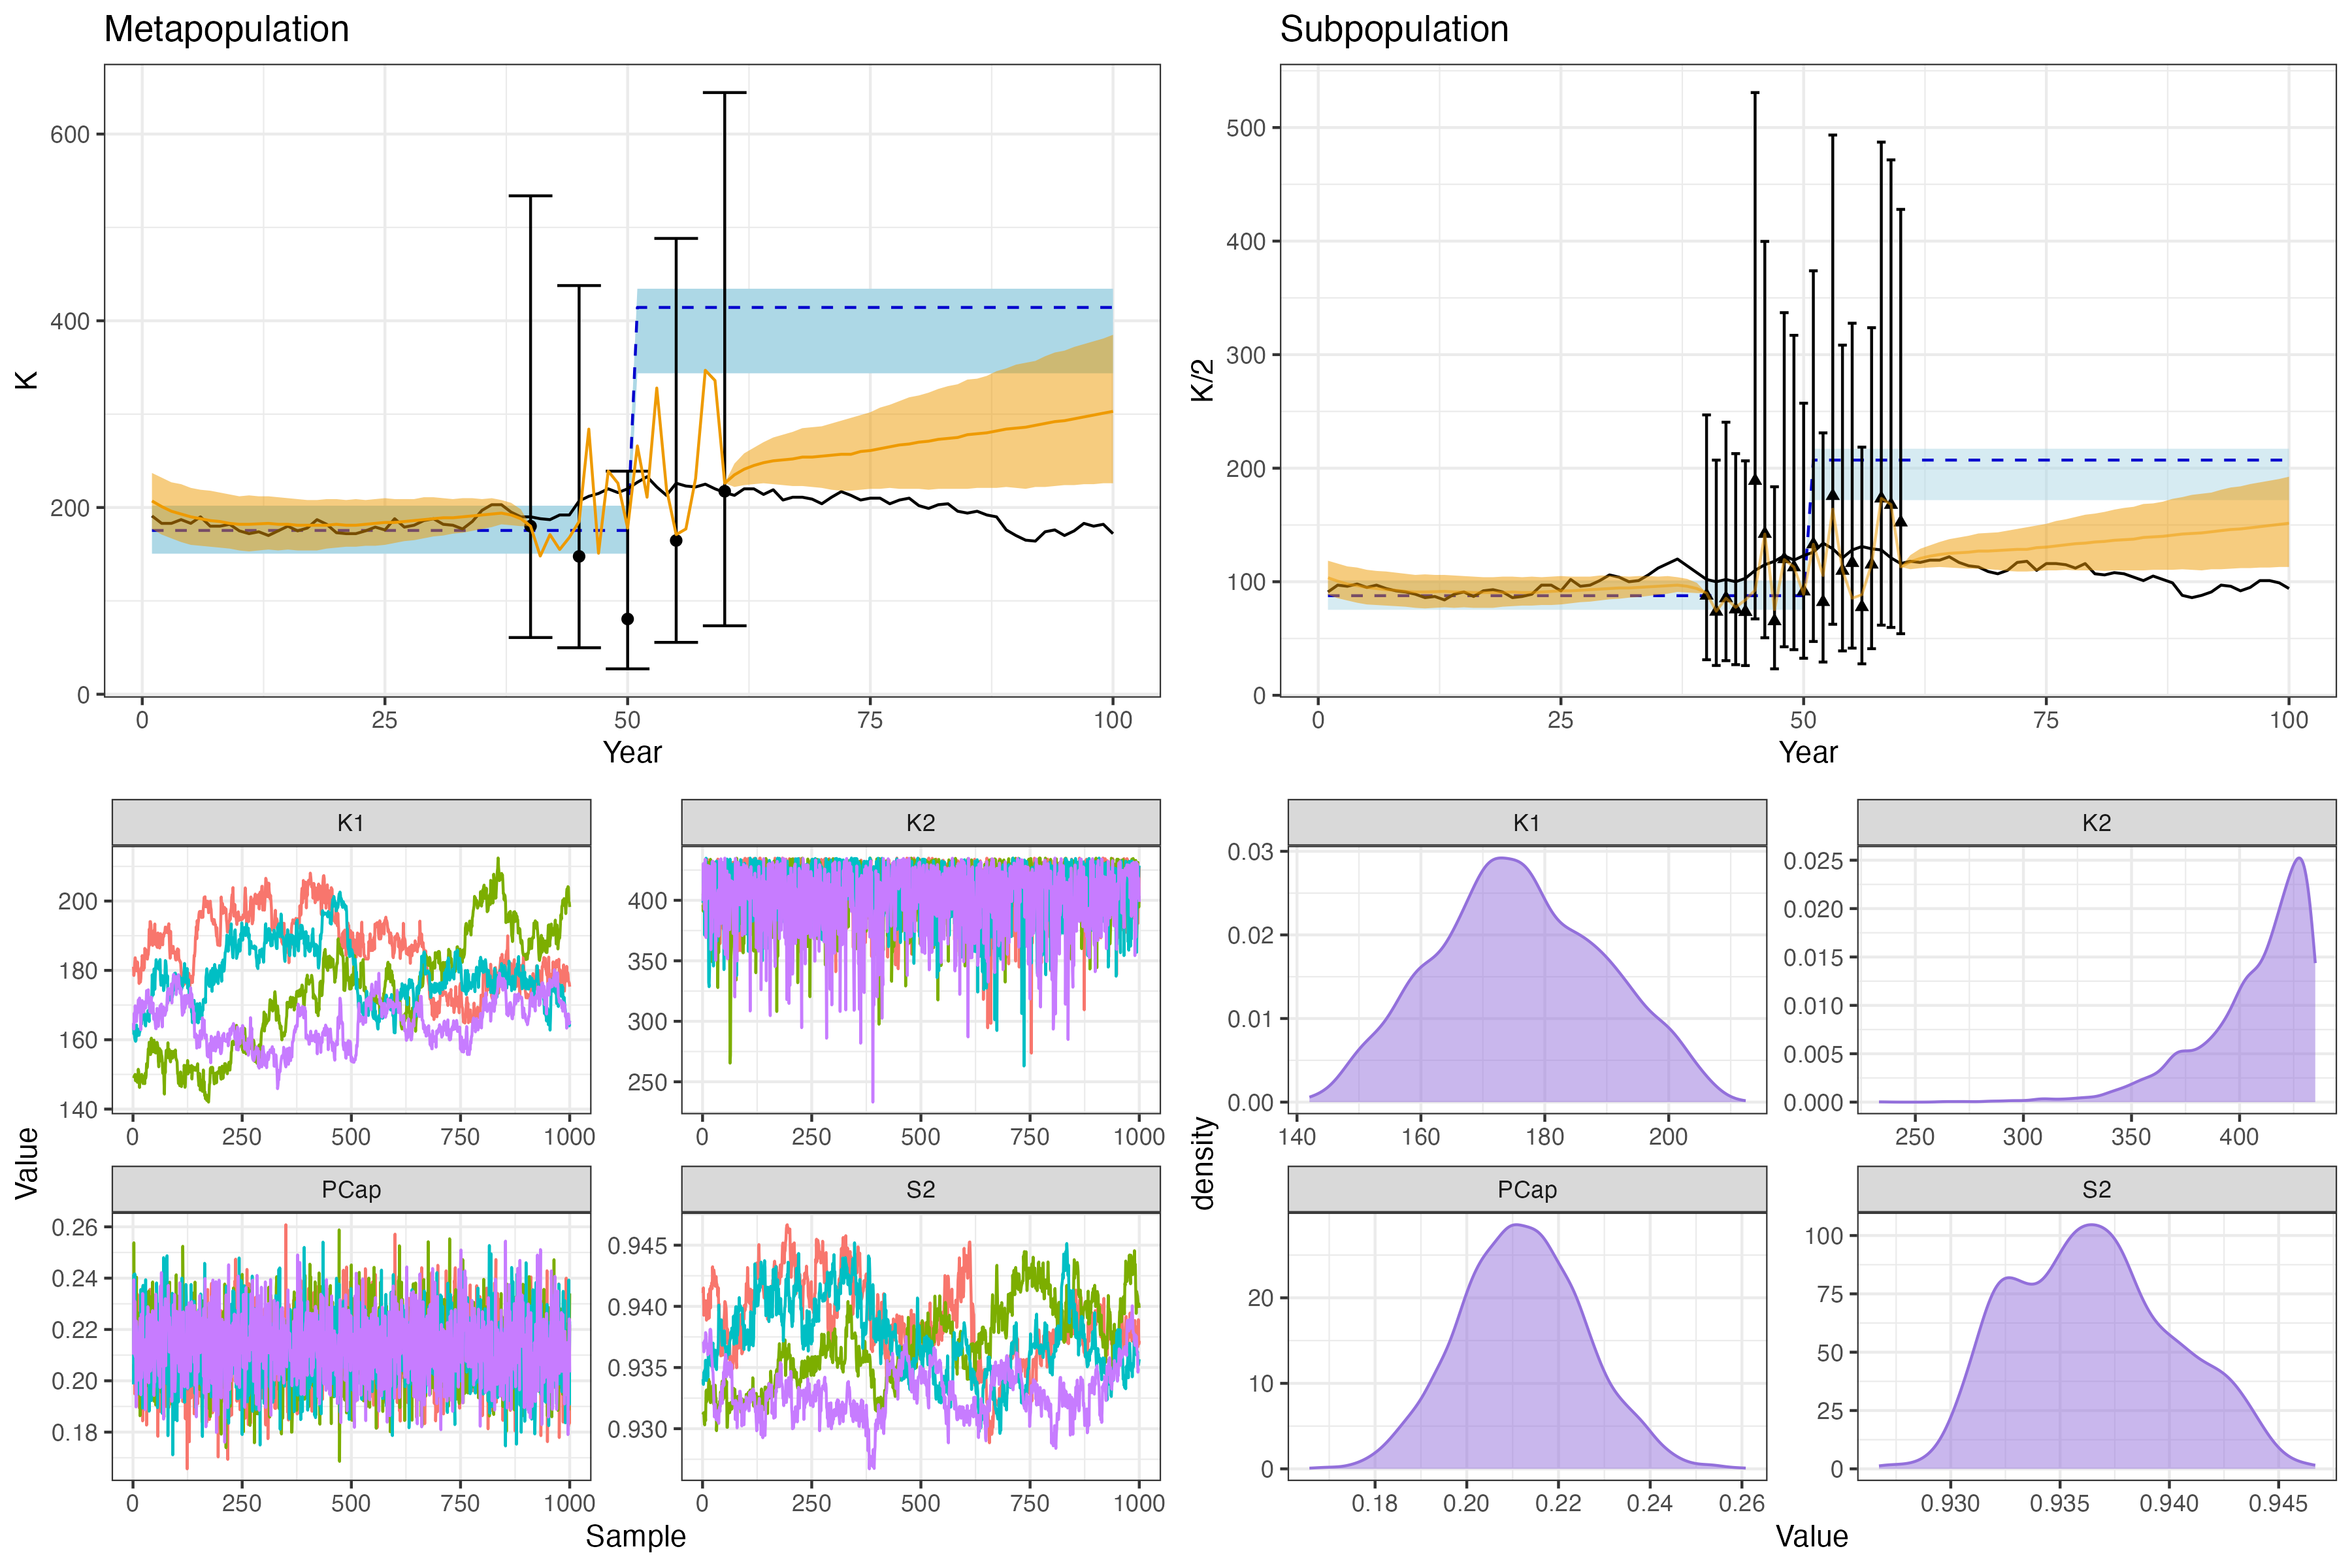 Metapopulation
Subpopulation
600
400
200
0
K
0 25 50 75 100
Year
500
400
300
200
100
0
K/2
0 25 50 75 100
Year
K1
K2
200
180
160
140
0 250 500 750 1000
400
350
300
250
0 250 500 750 1000
PCap
S2
0.26
0.24
0.22
0.20
0.18
0 250 500 750 1000
0.945
0.940
0.935
0.930
0 250 500 750 1000
Value
Sample
K1
K2
0.03
0.02
0.01
0.00
140 160 180 200
0.025
0.020
0.015
0.010
0.005
0.000
250 300 350 400
PCap
S2
20
10
0
0.18 0.20 0.22 0.24 0.26
100
75
50
25
0
0.930 0.935 0.940 0.945
density
Value